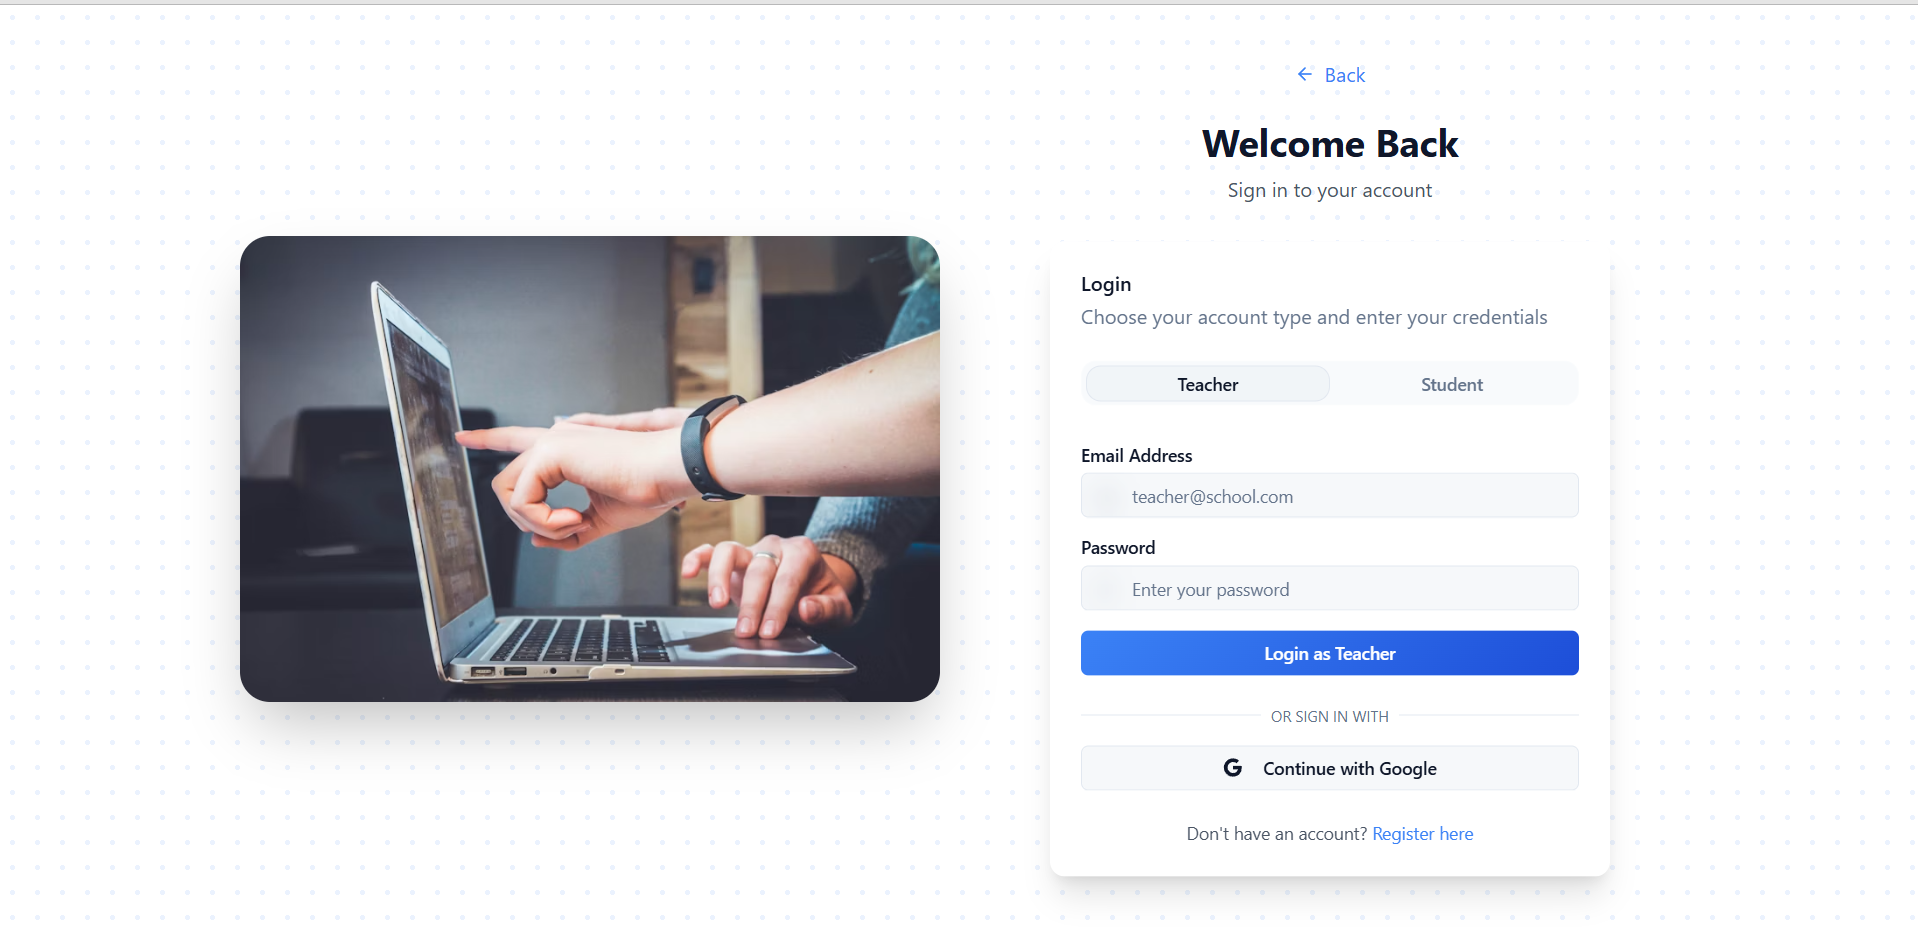 Back
Welcome Back
Sign in to your account
Login
Choose your account type and enter your credentials
Teacher
Student
Email Address
teacher@school.com
Password
Enter your password
Login as Teacher
OR SIGN IN WITH
Continue with Google
Don't have an account? Register here